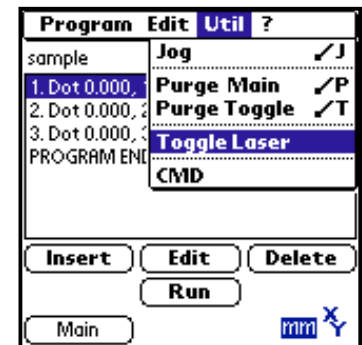 Program Edit Util ?
sample
Jog ✓J
1. Dot 0.000, 
Purge Main ✓P
2. Dot 0.000, 
Purge Toggle ✓T
3. Dot 0.000, 
Toggle Laser
PROGRAM END
CMD
Insert Edit Delete
Run
Main mm XY